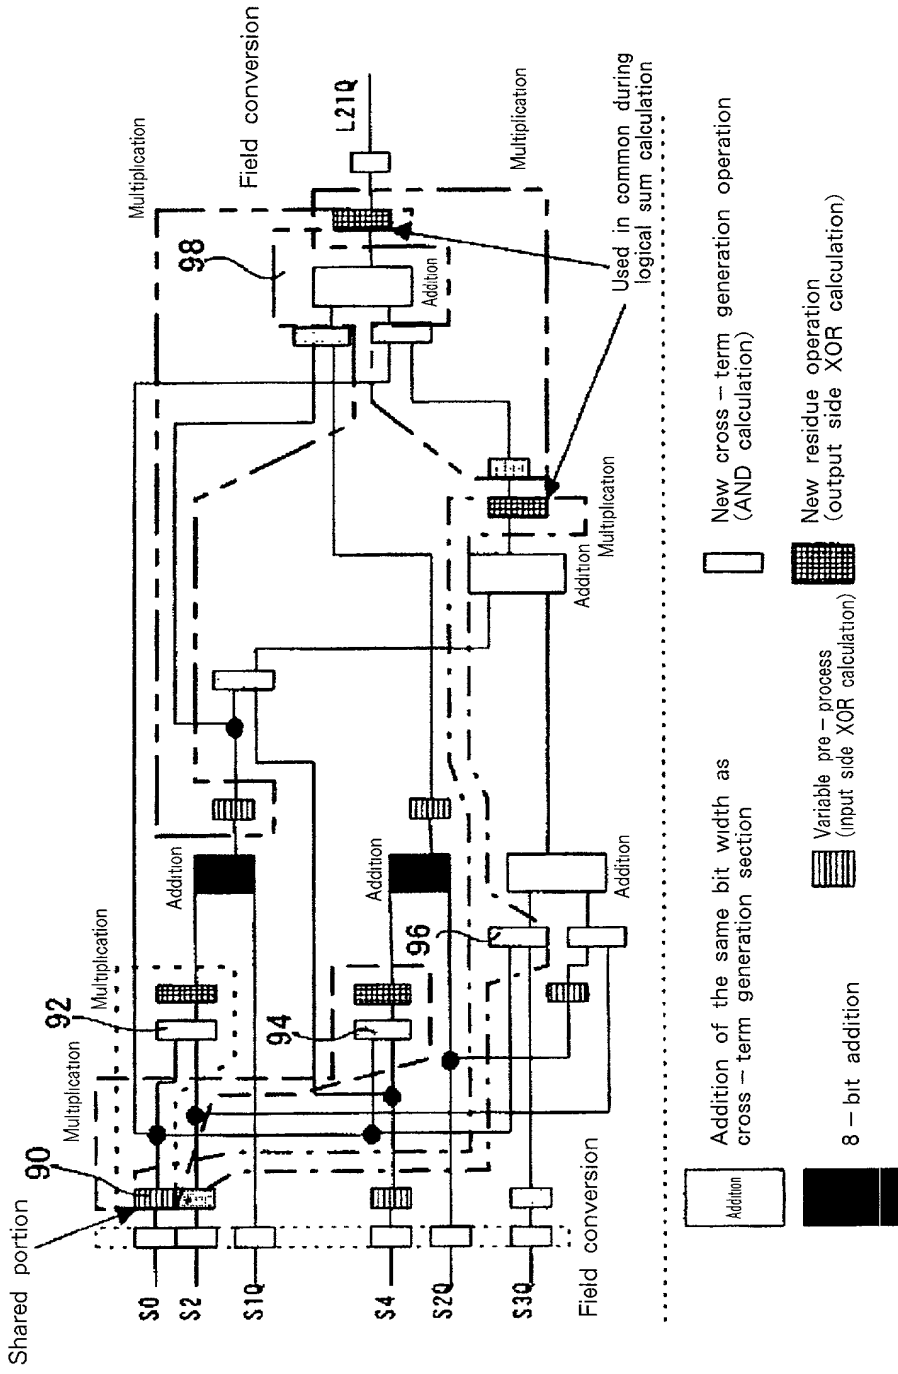 Shared portion
90
Multiplication
92
Multiplication
Addition
Multiplication
98
Field conversion
S0
S2
S1Q
94
Addition
Addition
L21Q
S4
S2Q
S3Q
96
Addition
Addition
Multiplication
Multiplication
Used in common during
logical sum calculation
Field conversion
Addition
Addition of the same bit width as
cross – term generation section
New cross – term generation operation
(AND calculation)
8 – bit addition
Variable pre – process
(input side XOR calculation)
New residue operation
(output side XOR calculation)